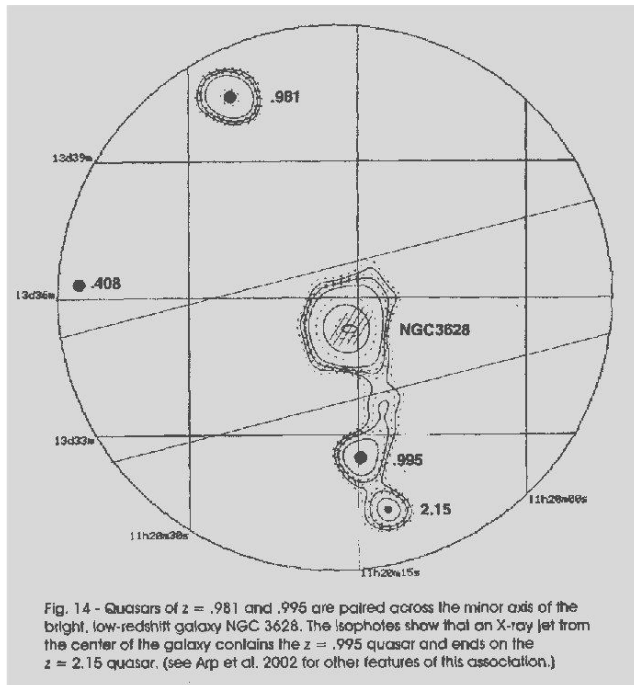 .981
13d39m
.408
13d36m
NGC3628
13d33m
.995
2.15
11h20m00s
11h20m30s
11h20m15s
Fig. 14 - Quasars of z = .981 and .995 are paired across the minor axis of the
bright, low-redshift galaxy NGC 3628. The isophotes show that an X-ray jet from
the center of the galaxy contains the z = .995 quasar and ends on the
z = 2.15 quasar. (see Arp et al. 2002 for other features of this association.)